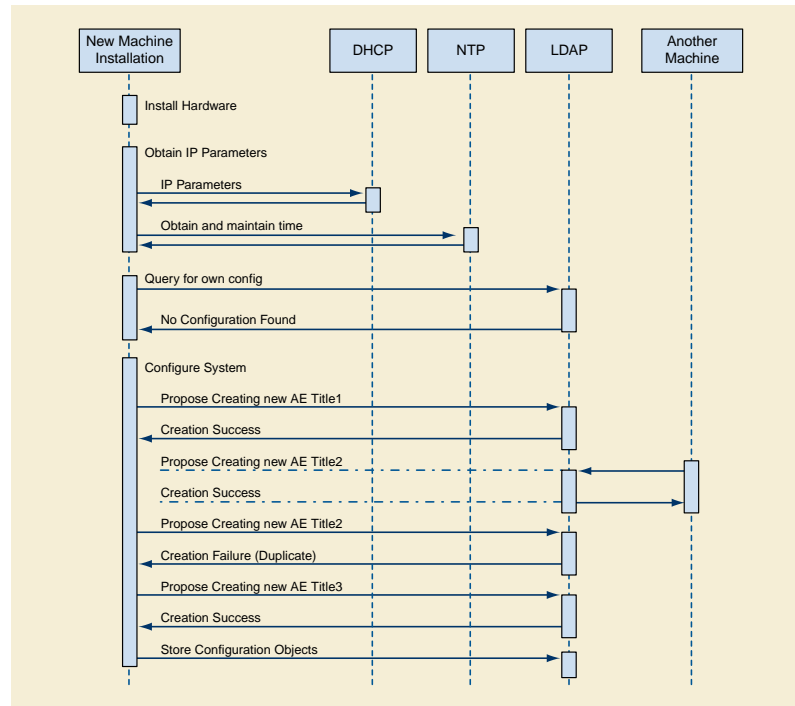 New Machine
Installation
DHCP
NTP
LDAP
Another
Machine
Install Hardware
Obtain IP Parameters
IP Parameters
Obtain and maintain time
Query for own config
No Configuration Found
Configure System
Propose Creating new AE Title1
Creation Success
Propose Creating new AE Title2
Creation Success
Propose Creating new AE Title2
Creation Failure (Duplicate)
Propose Creating new AE Title3
Creation Success
Store Configuration Objects